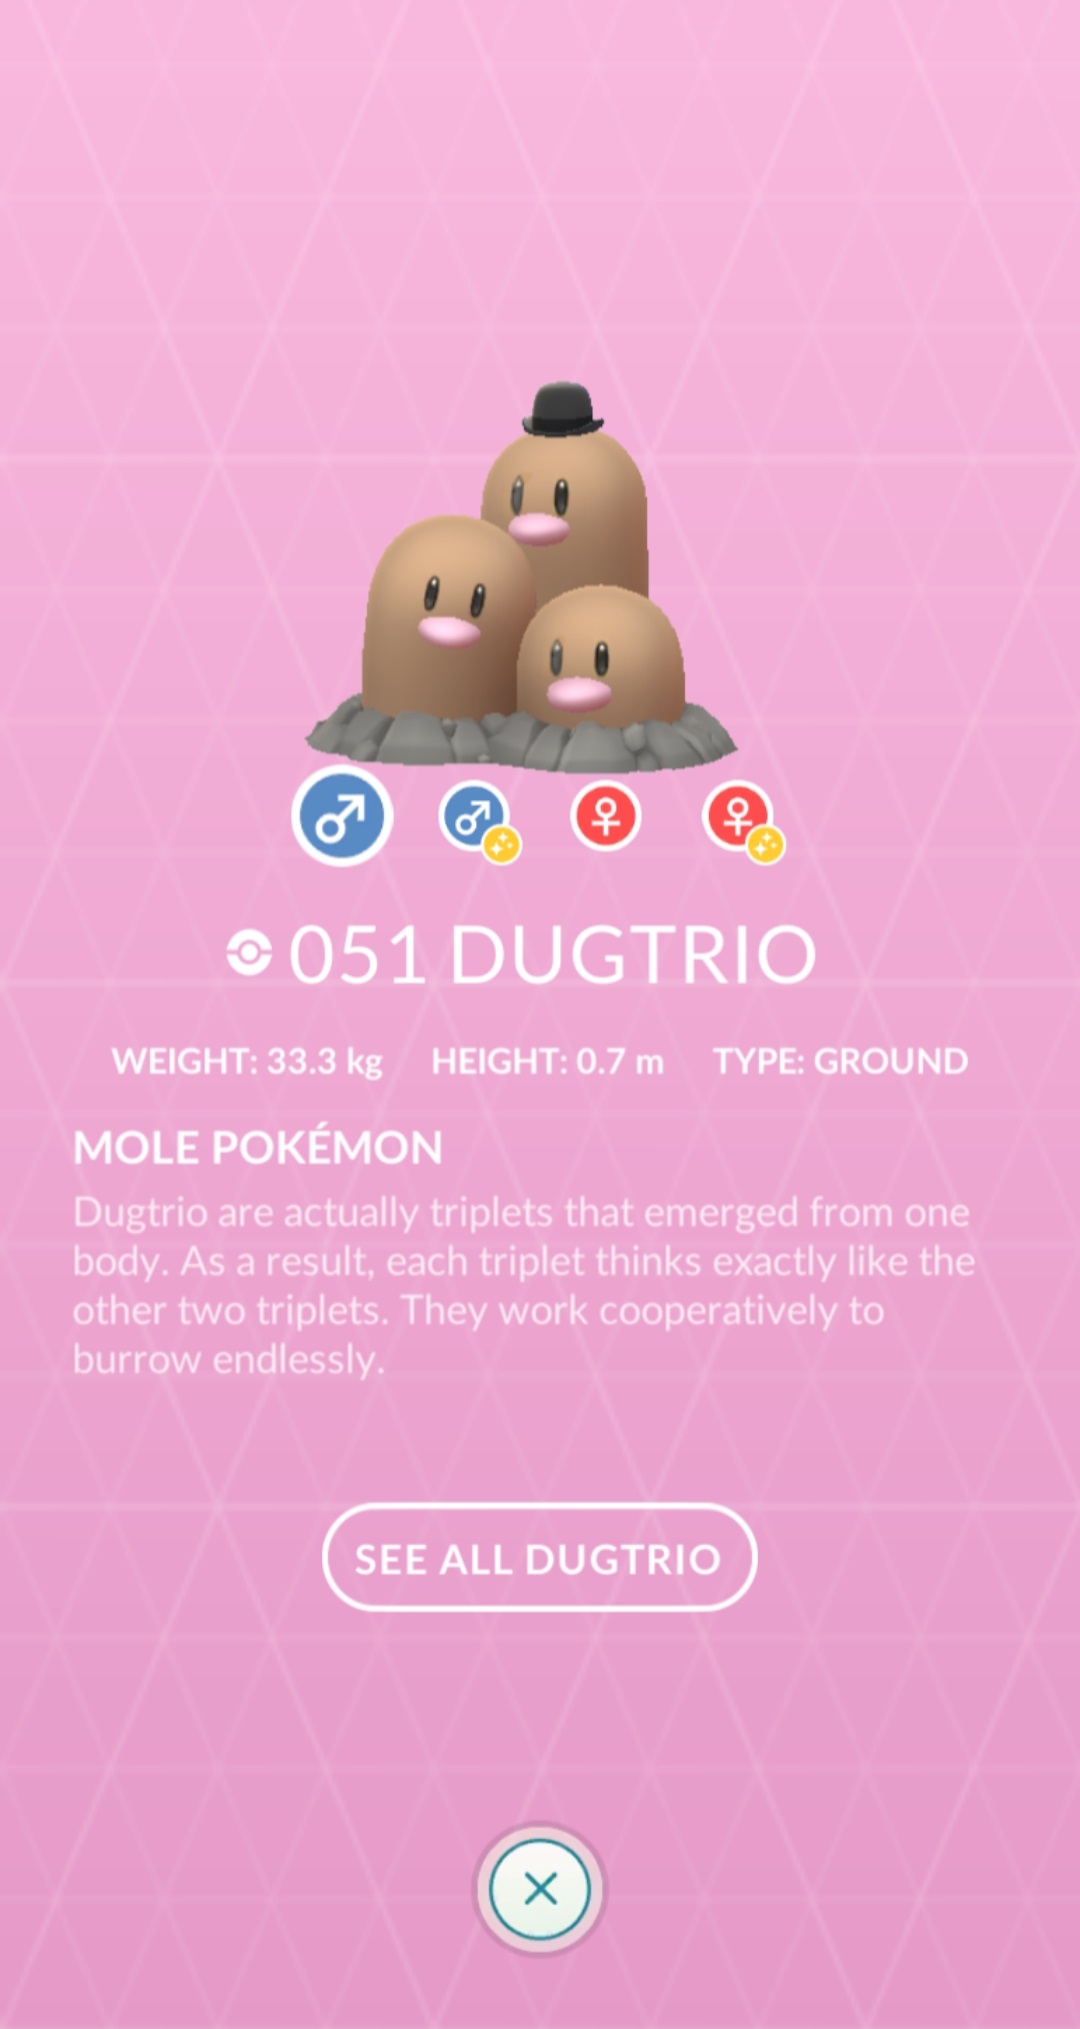 051 DUGTRIO
WEIGHT: 33.3 kg HEIGHT: 0.7 m TYPE: GROUND
MOLE POKÉMON
Dugtrio are actually triplets that emerged from one
body. As a result, each triplet thinks exactly like the
other two triplets. They work cooperatively to
burrow endlessly.
SEE ALL DUGTRIO